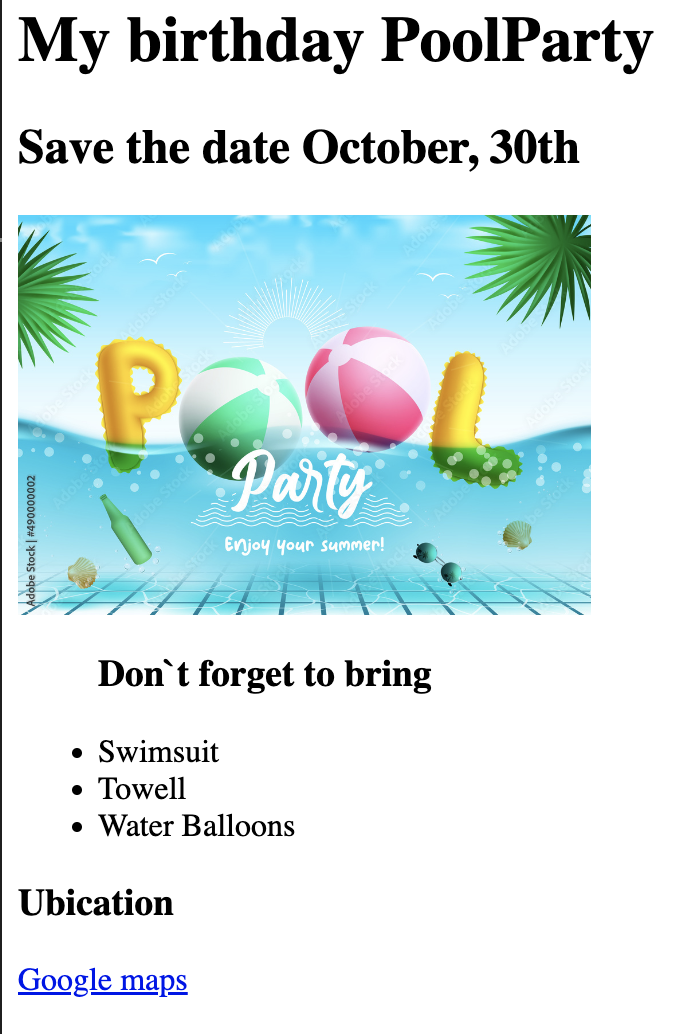 My birthday PoolParty
Save the date October, 30th
POOL
Party
Enjoy your summer!
Adobe Stock | #490000002
Don`t forget to bring
• Swimsuit
• Towell
• Water Balloons
Ubication
Google maps